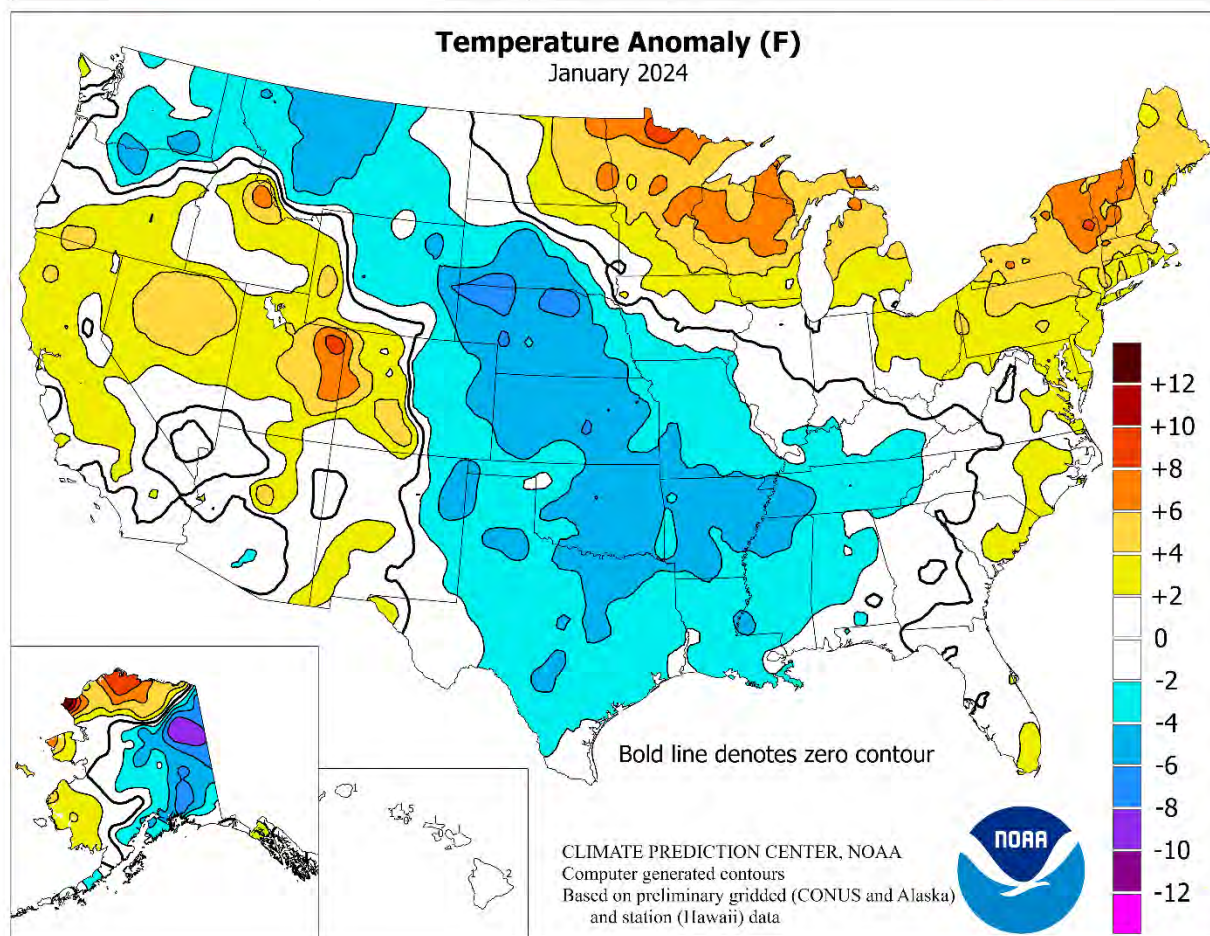 Temperature Anomaly (F)
January 2024
+12
+10
+8
+6
+4
+2
0
-2
-4
-6
-8
-10
-12
Bold line denotes zero contour
CLIMATE PREDICTION CENTER, NOAA
Computer generated contours
Based on preliminary gridded (CONUS and Alaska)
and station (Hawaii) data
NOAA
1
2